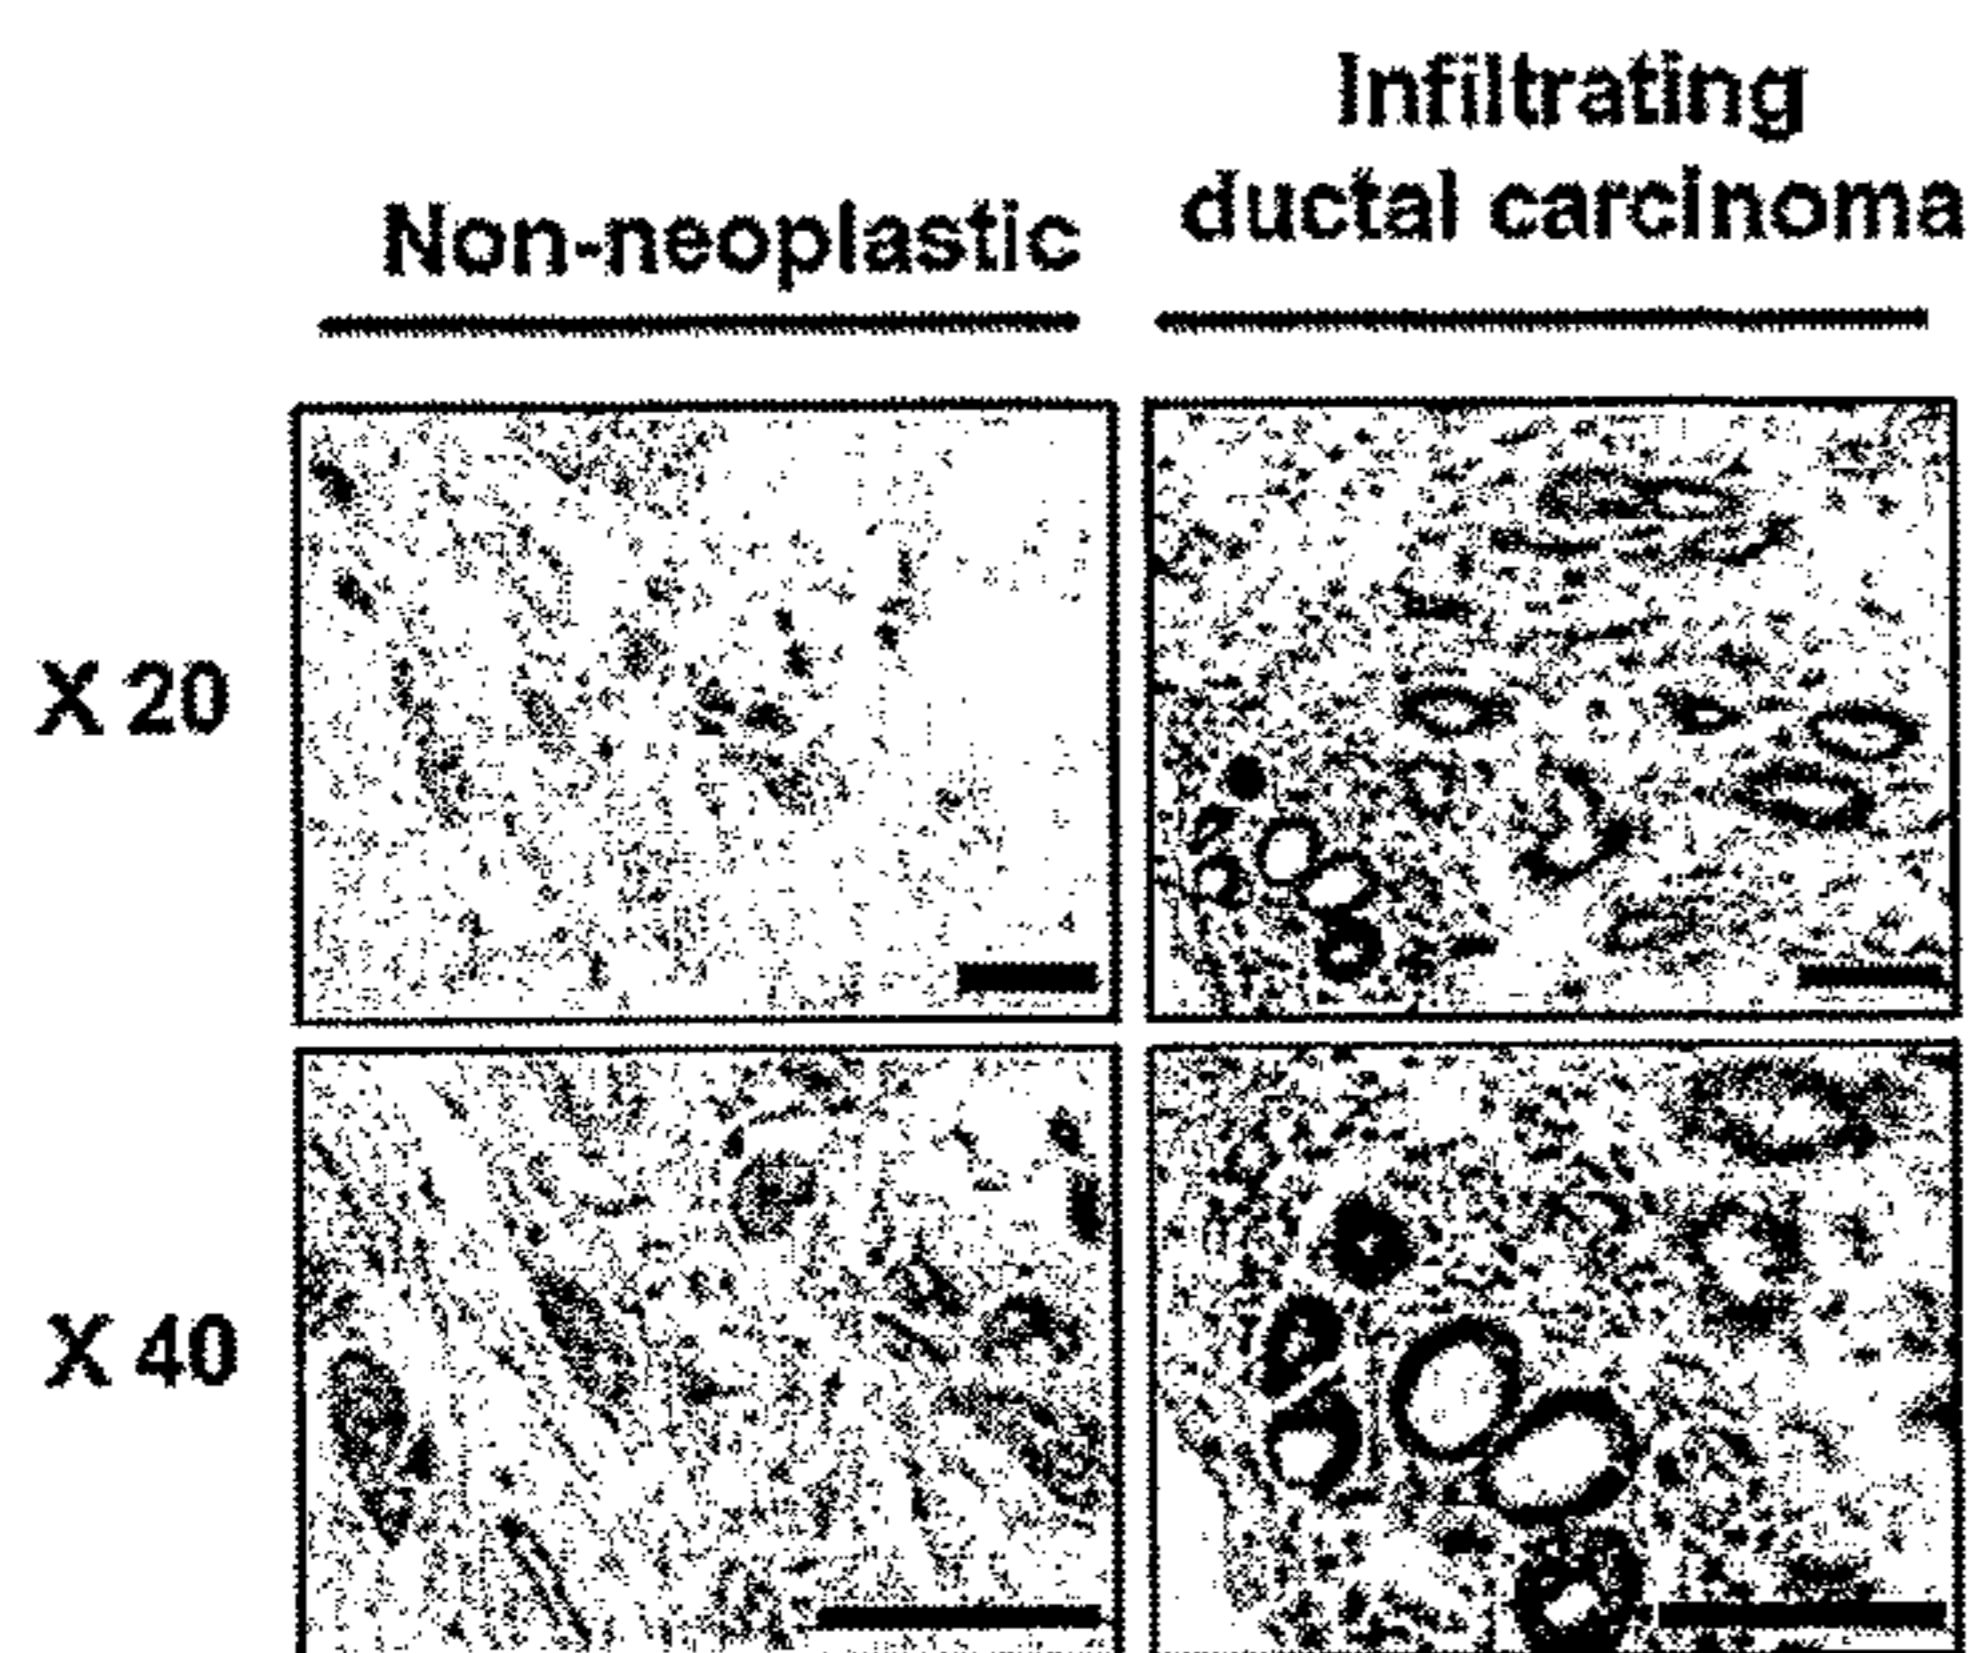 Infiltrating
ductal carcinoma
Non-neoplastic
X 20
X 40